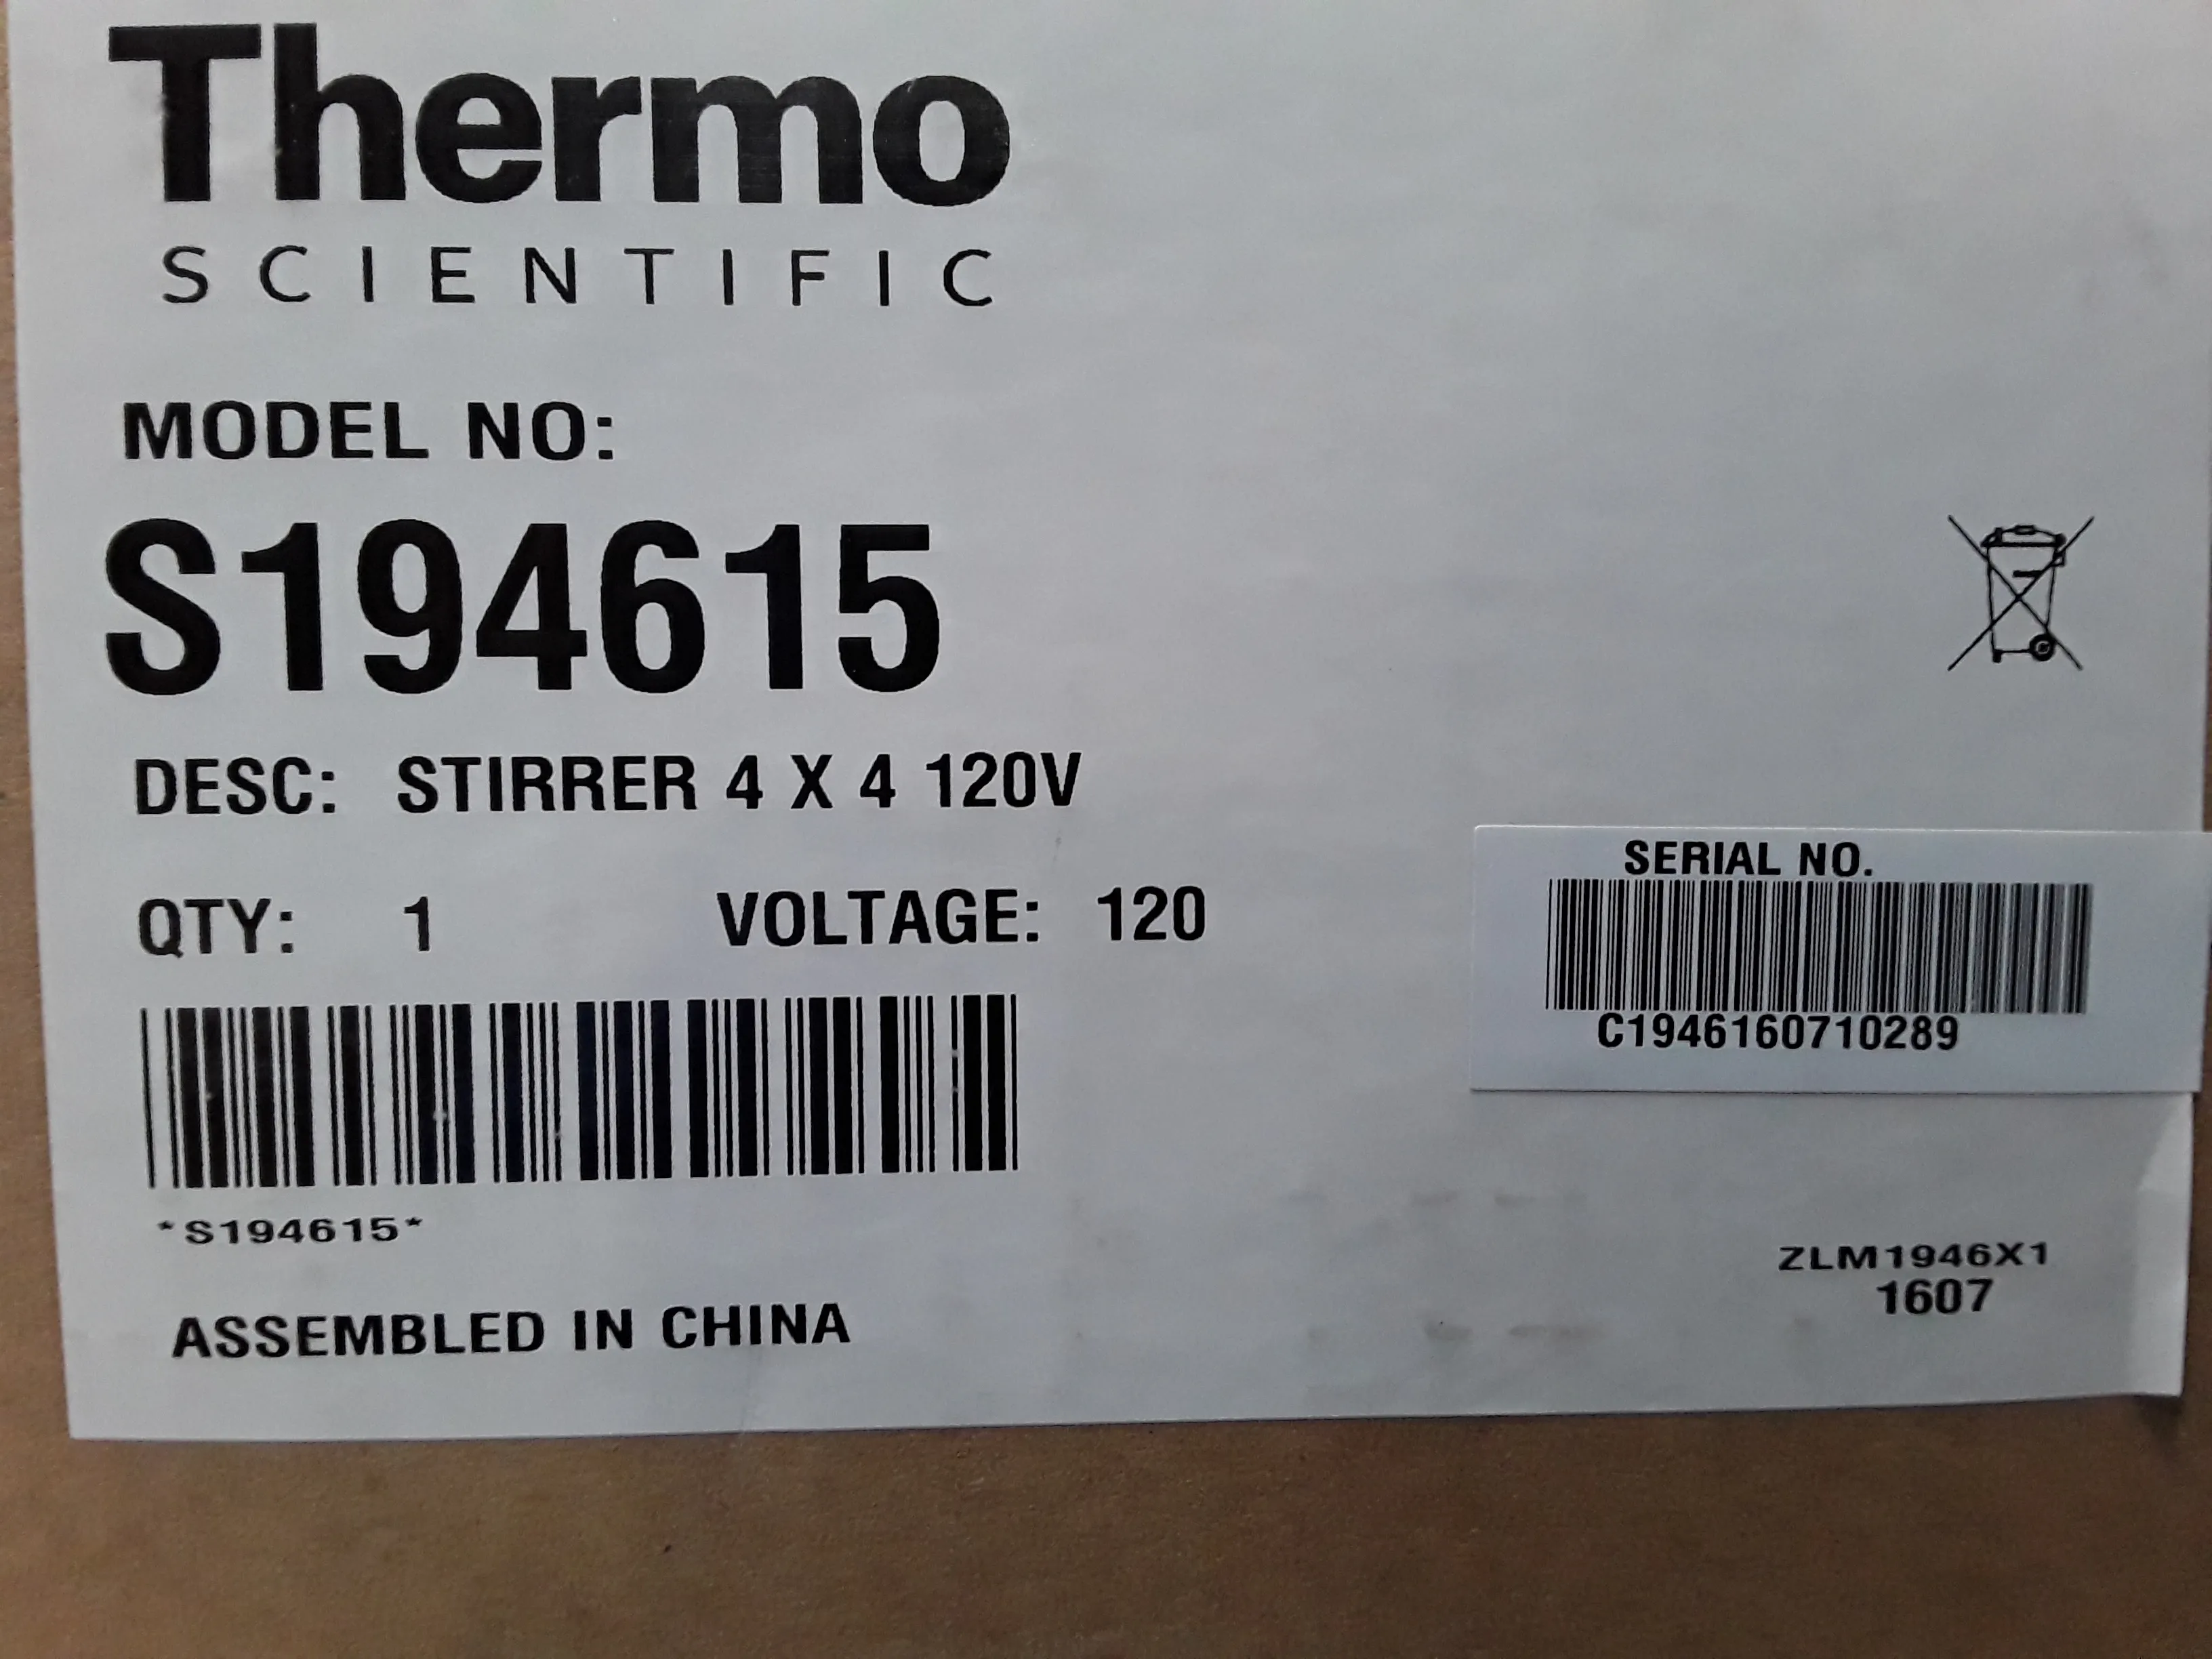 Thermo
SCIENTIFIC
MODEL NO:
S194615
DESC: STIRRER 4 X 4 120V
QTY: 1 VOLTAGE: 120
SERIAL NO.
C1946160710289
*S194615*
ZLM1946X1
1607
ASSEMBLED IN CHINA